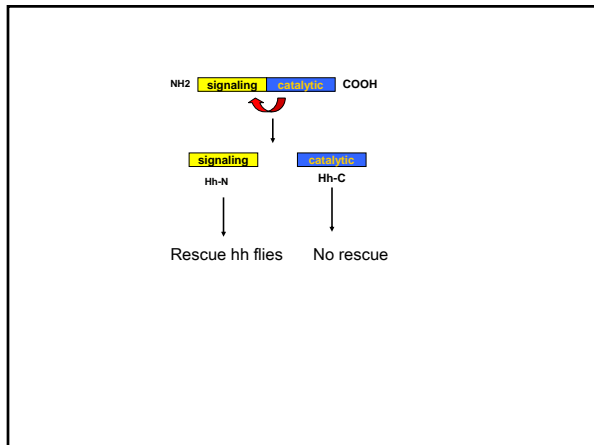 NH2 signaling catalytic COOH
signaling catalytic
Hh-N Hh-C
Rescue hh flies No rescue